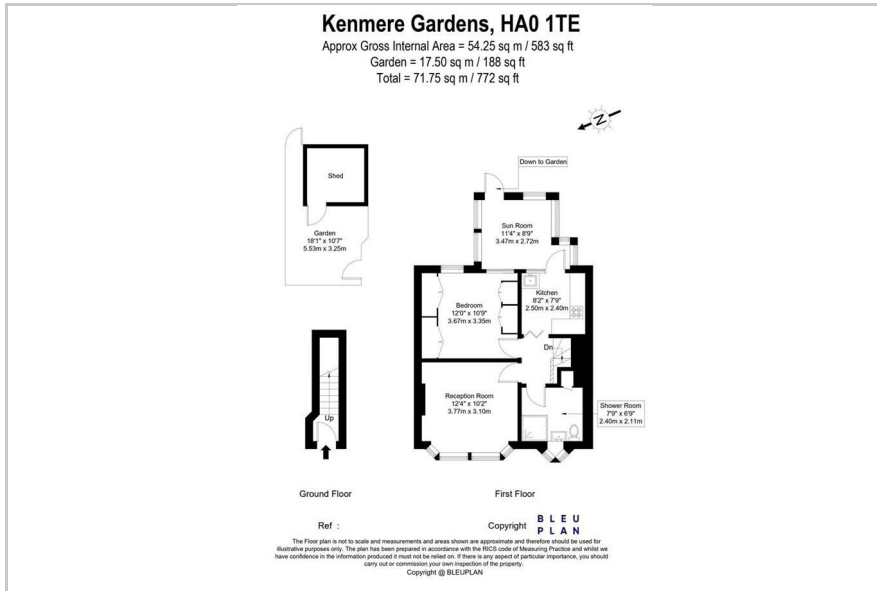 Kenmere Gardens, HA0 1TE
Approx Gross Internal Area = 54.25 sq m / 583 sq ft
Garden = 17.50 sq m / 188 sq ft
Total = 71.75 sq m / 772 sq ft
N
Down to Garden
Shed
Garden
18'1" x 10'7"
5.53m x 3.25m
Sun Room
11'4" x 8'9"
3.47m x 2.72m
Bedroom
12'0" x 10'9"
3.67m x 3.35m
Kitchen
8'2" x 7'9"
2.50m x 2.40m
Dn
Up
Reception Room
12'4" x 10'2"
3.77m x 3.10m
Shower Room
7'9" x 6'9"
2.40m x 2.11m
Ground Floor
First Floor
Ref :
Copyright
BLEU
PLAN
The Floor plan is not to scale and measurements and areas shown are approximate and therefore should be used for
illustrative purposes only. The plan has been prepared in accordance with the RICS code of Measuring Practice and whilst we
have confidence in the information produced it must not be relied on. If there is any aspect of particular importance, you should
carry out or commission your own inspection of the property.
Copyright @ BLEUPLAN